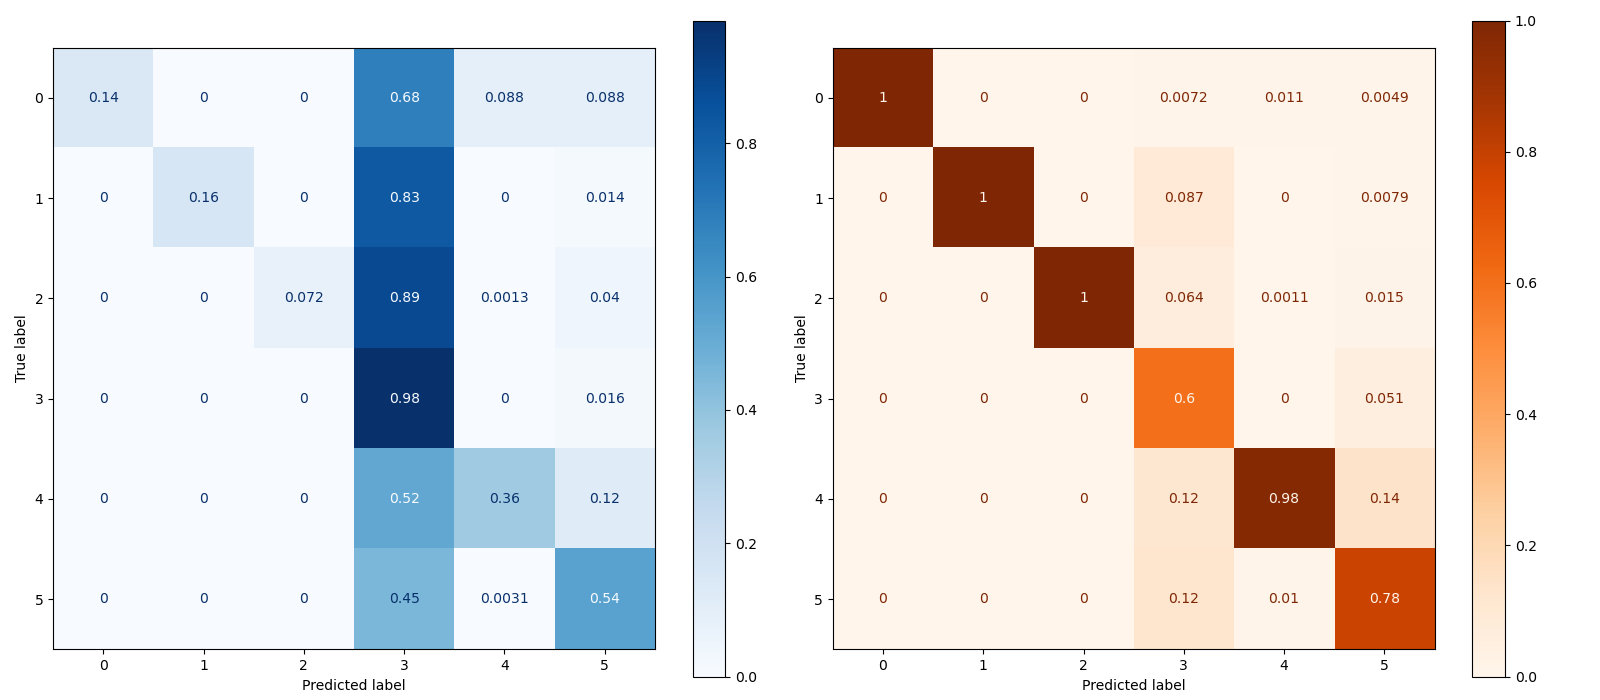 0 0.14 0 0 0.68 0.088 0.088
1 0 0.16 0 0.83 0 0.014
2 0 0 0.072 0.89 0.0013 0.04
3 0 0 0 0.98 0 0.016
4 0 0 0 0.52 0.36 0.12
5 0 0 0 0.45 0.0031 0.54
0 1 2 3 4 5
True label
Predicted label
0.8
0.6
0.4
0.2
0.0
0 1 0 0 0.0072 0.011 0.0049
1 0 1 0 0.087 0 0.0079
2 0 0 1 0.064 0.0011 0.015
3 0 0 0 0.6 0 0.051
4 0 0 0 0.12 0.98 0.14
5 0 0 0 0.12 0.01 0.78
0 1 2 3 4 5
True label
Predicted label
1.0
0.8
0.6
0.4
0.2
0.0